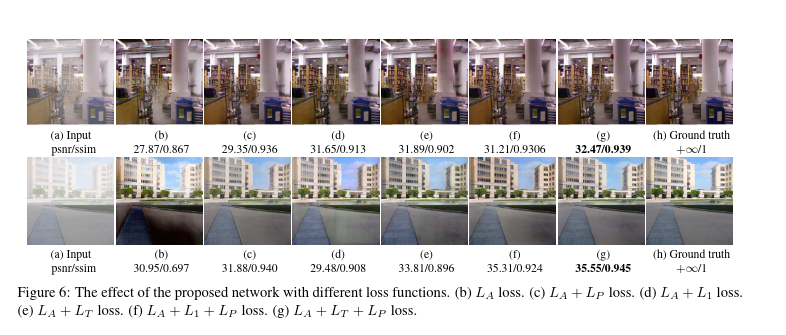 (a) Input (b) (c) (d) (e) (f) (g) (h) Ground truth
psnr/ssim 27.87/0.867 29.35/0.936 31.65/0.913 31.89/0.902 31.21/0.9306 32.47/0.939 +∞/1
(a) Input (b) (c) (d) (e) (f) (g) (h) Ground truth
psnr/ssim 30.95/0.697 31.88/0.940 29.48/0.908 33.81/0.896 35.31/0.924 35.55/0.945 +∞/1
Figure 6: The effect of the proposed network with different loss functions. (b) L_A loss. (c) L_A + L_P loss. (d) L_A + L_1 loss.
(e) L_A + L_T loss. (f) L_A + L_1 + L_P loss. (g) L_A + L_T + L_P loss.